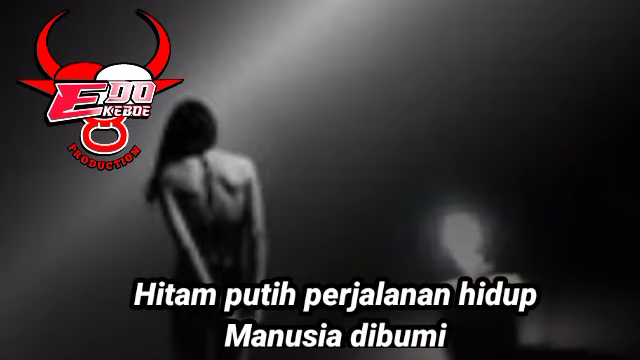 EDO
KEBOE
PRODUCTION
Hitam putih perjalanan hidup
Manusia dibumi